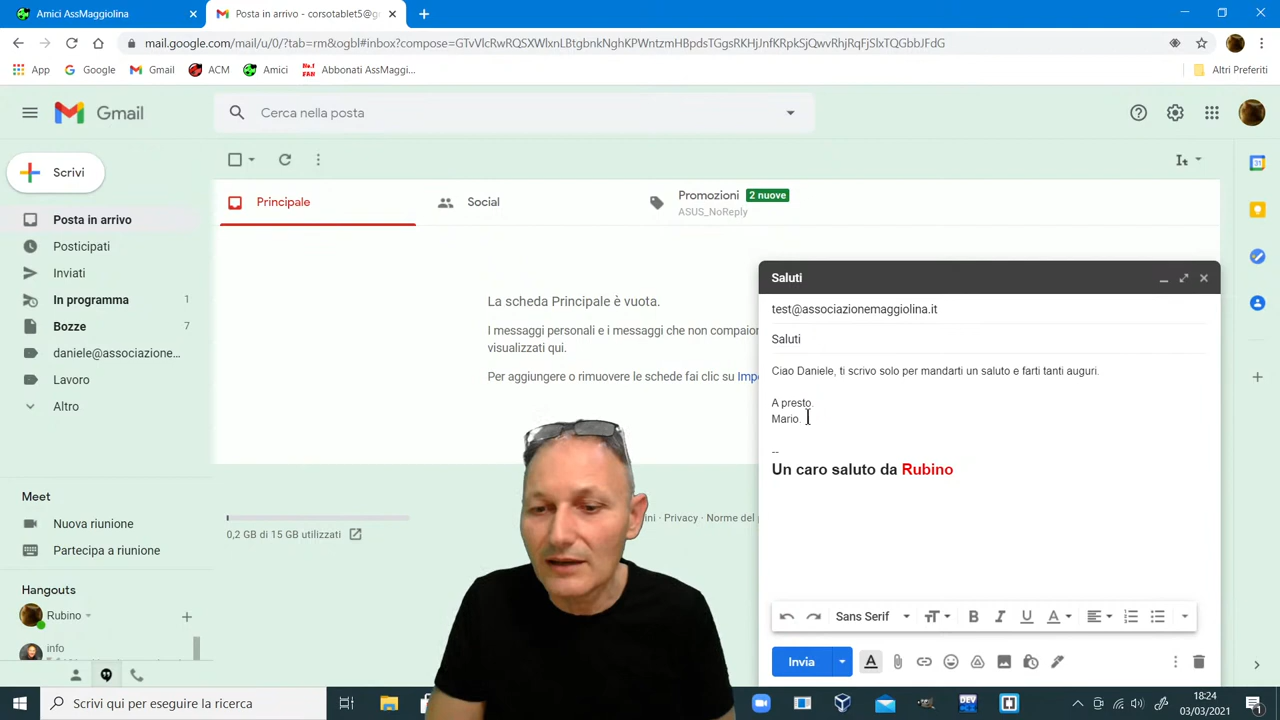 Amici AssMaggiolina
Posta in arrivo - corsotablet5@g
mail.google.com/mail/u/0/?tab=rm&ogbl#inbox?compose=GTvVlcRwRQSXWlxnLBtgbnkNghKPWntzmHBpdsTGgsRKHjJnfKRpkSjQwvRhjRqFjSlxTQGbbJFdG
App Google Gmail ACM Amici Abbonati AssMaggi... Altri Preferiti
Gmail
Cerca nella posta
Scrivi
Posta in arrivo
Posticipati
Inviati
In programma 1
Bozze 7
daniele@associazione...
Lavoro
Altro
Meet
Nuova riunione
Partecipa a riunione
Hangouts
Rubino
info
Principale
Social
Promozioni 2 nuove
ASUS_NoReply
La scheda Principale è vuota.
I messaggi personali e i messaggi che non compaion
visualizzati qui.
Per aggiungere o rimuovere le schede fai clic su Impo
0,2 GB di 15 GB utilizzati
ini · Privacy · Norme del p
Saluti
test@associazionemaggiolina.it
Saluti
Ciao Daniele, ti scrivo solo per mandarti un saluto e farti tanti auguri.
A presto.
Mario.
--
Un caro saluto da Rubino
Sans Serif
Invia
Scrivi qui per eseguire la ricerca
18:24
03/03/2021